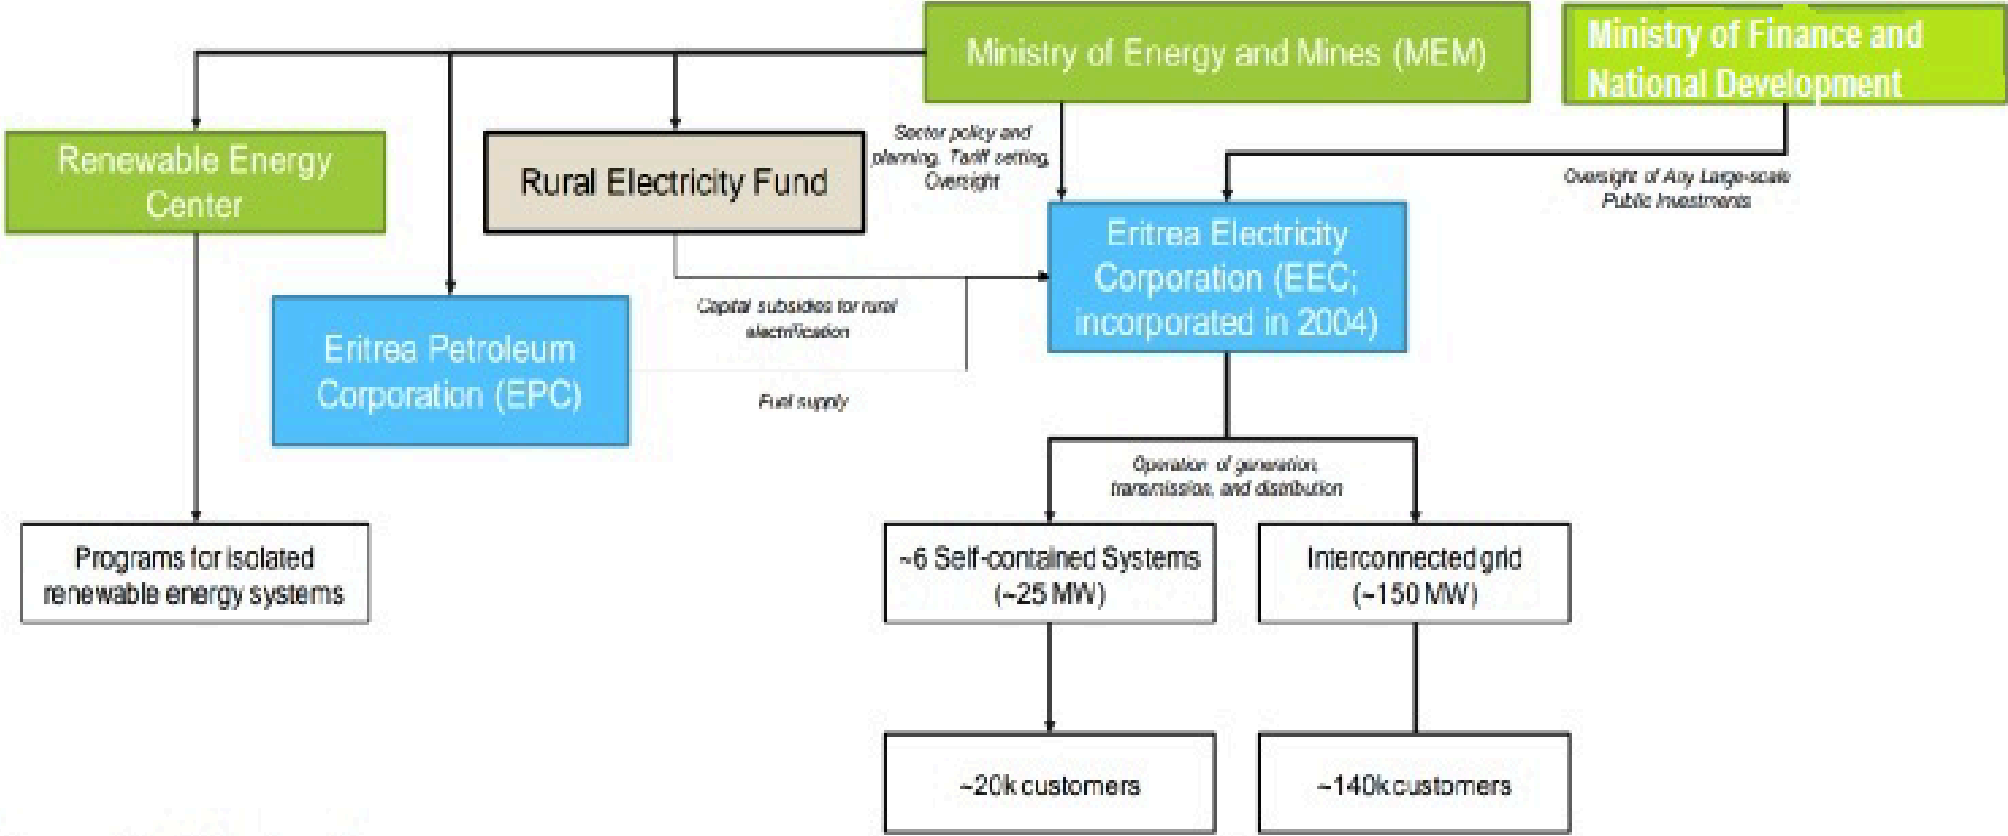 Ministry of Energy and Mines (MEM)
Ministry of Finance and
National Development
Renewable Energy
Center
Rural Electricity Fund
Sector policy and
planning, Tariff setting,
Oversight
Oversight of Any Large-scale
Public Investments
Eritrea Electricity
Corporation (EEC;
incorporated in 2004)
Capital subsidies for rural
electrification
Eritrea Petroleum
Corporation (EPC)
Fuel supply
Operation of generation,
transmission, and distribution
Programs for isolated
renewable energy systems
~6 Self-contained Systems
(~25 MW)
Interconnected grid
(~150 MW)
~20k customers
~140k customers